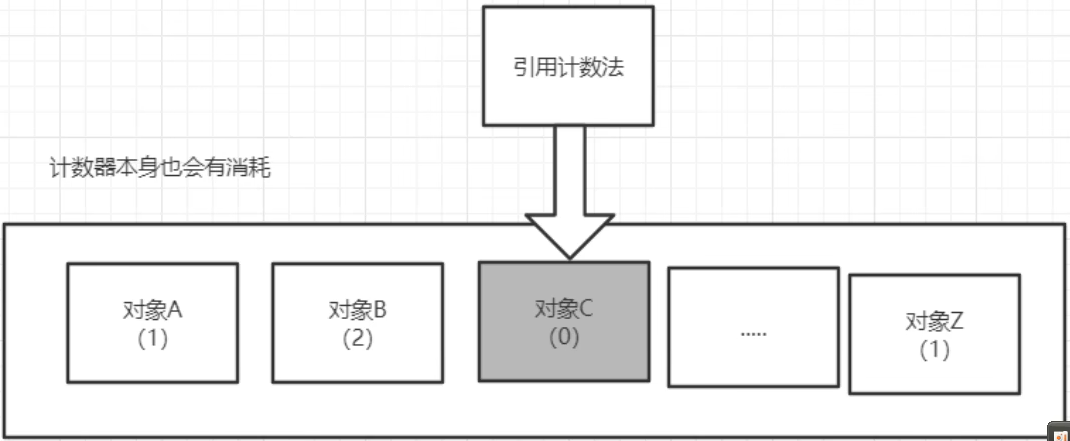 引用计数法
计数器本身也会有消耗
对象A
(1)
对象B
(2)
对象C
(0)
.....
对象Z
(1)